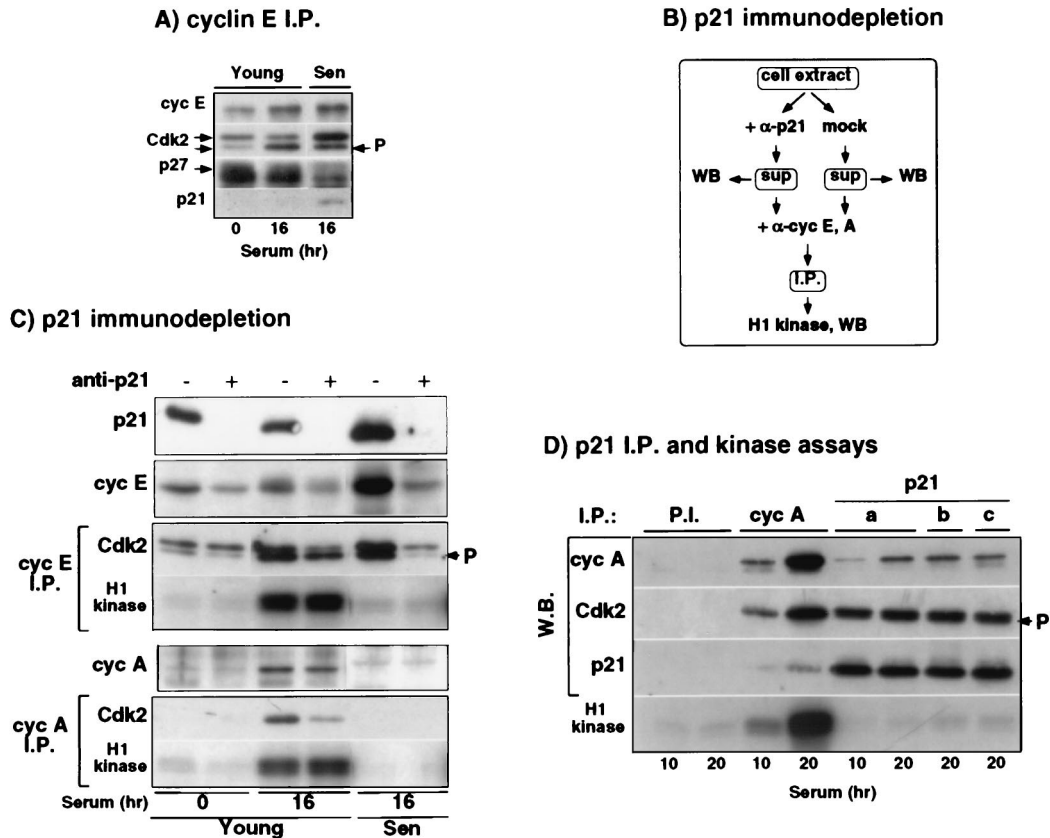 A) cyclin E I.P.
Young Sen
cyc E
Cdk2
P
p27
p21
0 16 16
Serum (hr)
B) p21 immunodepletion
cell extract
+ α-p21 mock
WB sup sup WB
+ α-cyc E, A
I.P.
H1 kinase, WB
C) p21 immunodepletion
anti-p21 - + - + - +
p21
cyc E
cyc E I.P.
Cdk2
P
H1 kinase
cyc A
cyc A I.P.
Cdk2
H1 kinase
Serum (hr) 0 16 16
Young Sen
D) p21 I.P. and kinase assays
p21
I.P.: P.I. cyc A a b c
W.B.
cyc A
Cdk2
P
p21
H1 kinase
10 20 10 20 10 20 20 20
Serum (hr)